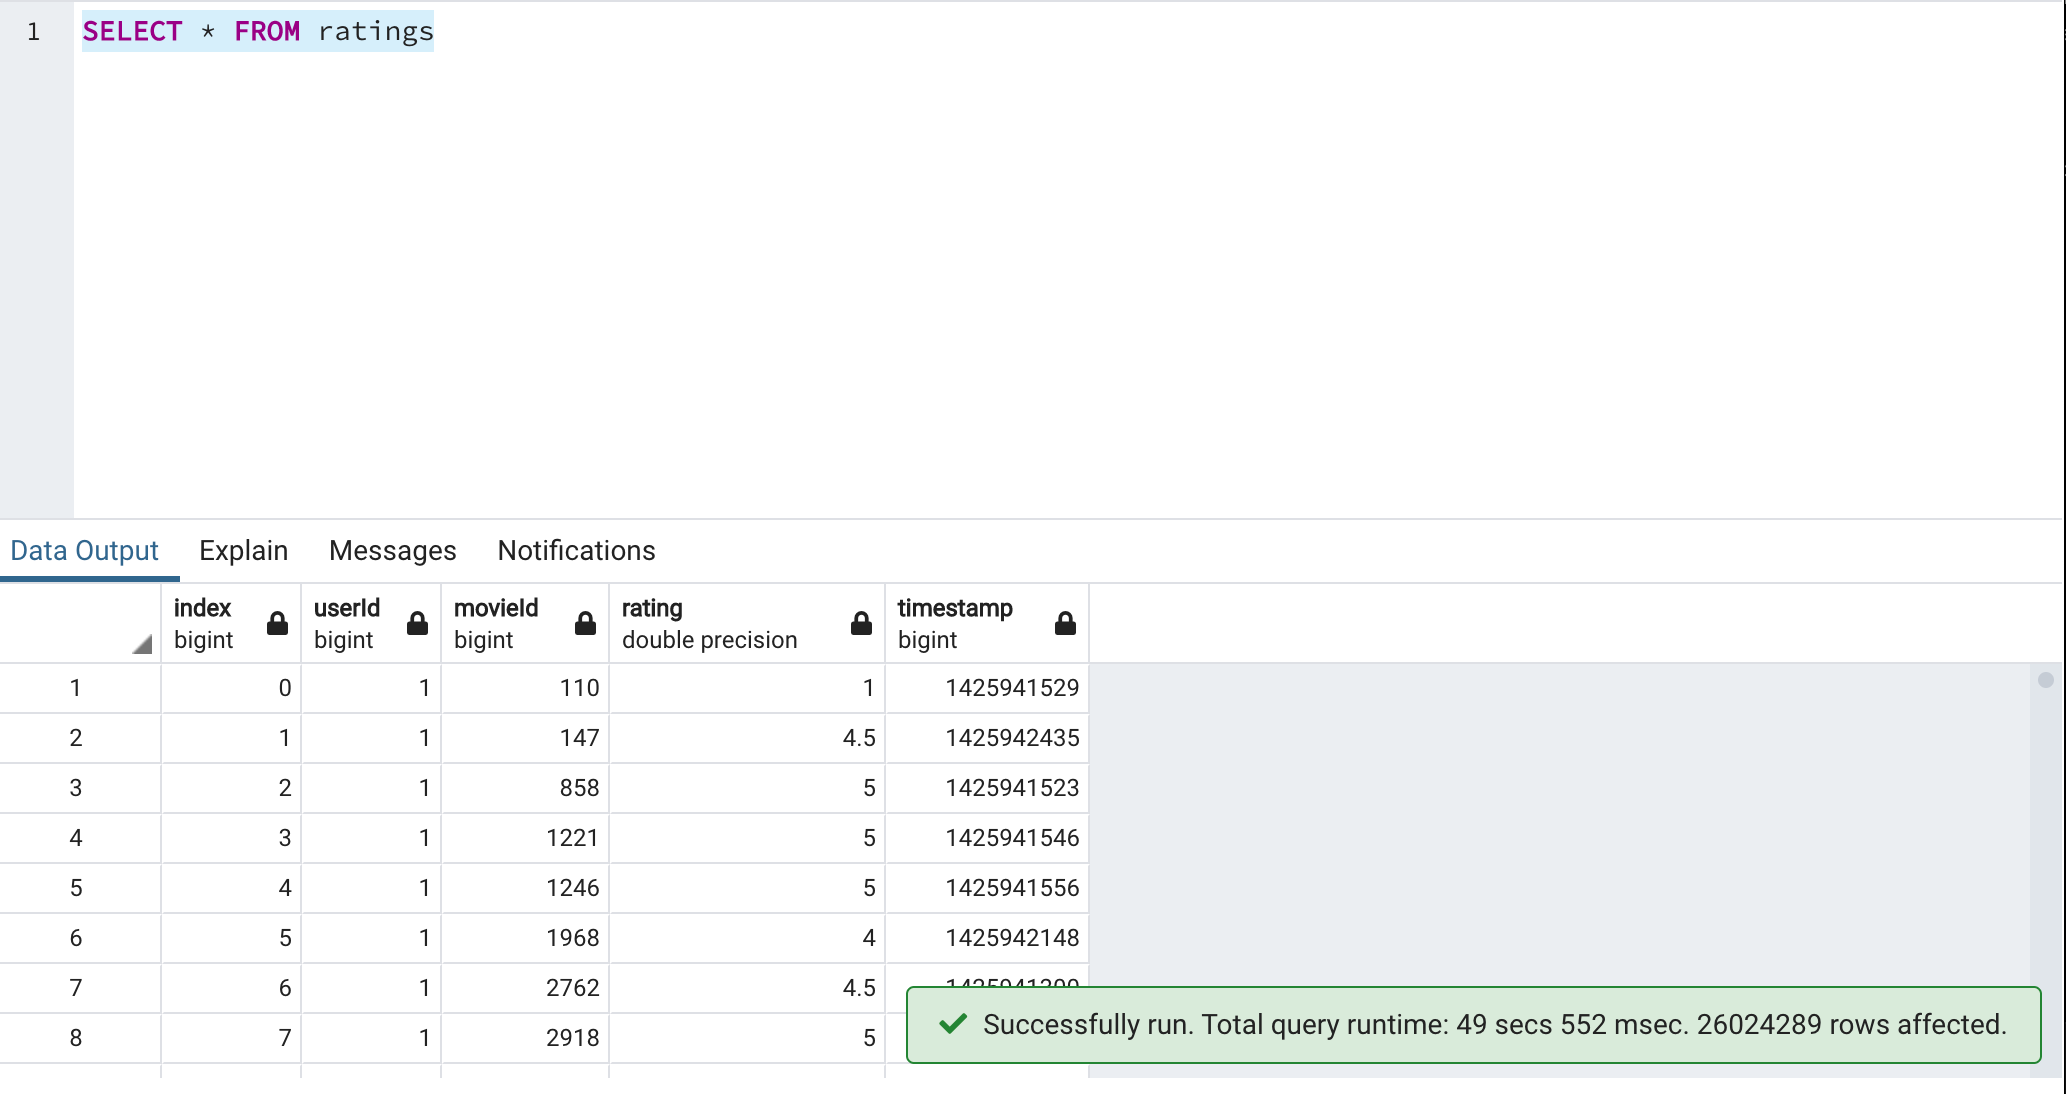 1 SELECT * FROM ratings
Data Output Explain Messages Notifications
index userId movieId rating timestamp
bigint bigint bigint double precision bigint
1 0 1 110 1 1425941529
2 1 1 147 4.5 1425942435
3 2 1 858 5 1425941523
4 3 1 1221 5 1425941546
5 4 1 1246 5 1425941556
6 5 1 1968 4 1425942148
7 6 1 2762 4.5
8 7 1 2918 5
Successfully run. Total query runtime: 49 secs 552 msec. 26024289 rows affected.